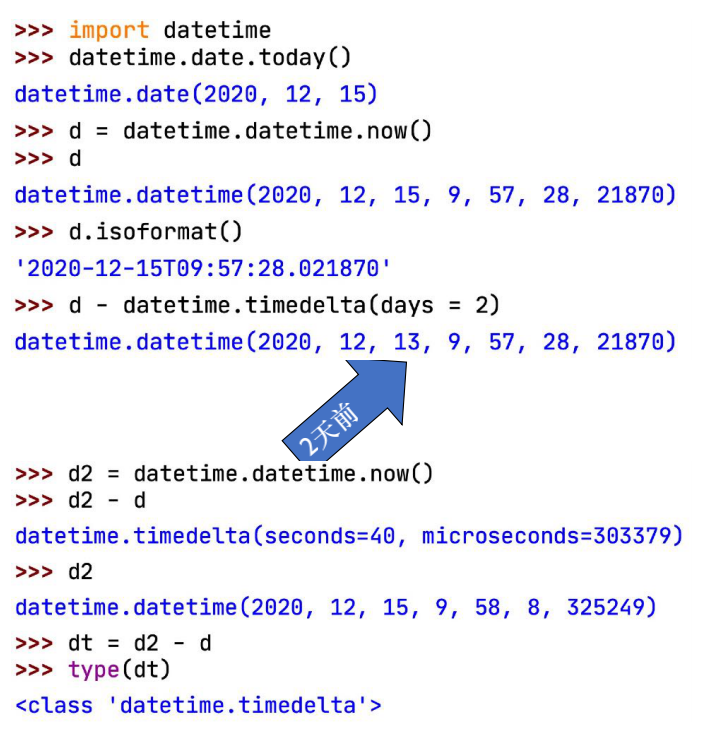 >>> import datetime
>>> datetime.date.today()
datetime.date(2020, 12, 15)
>>> d = datetime.datetime.now()
>>> d
datetime.datetime(2020, 12, 15, 9, 57, 28, 21870)
>>> d.isoformat()
'2020-12-15T09:57:28.021870'
>>> d - datetime.timedelta(days = 2)
datetime.datetime(2020, 12, 13, 9, 57, 28, 21870)
2天前
>>> d2 = datetime.datetime.now()
>>> d2 - d
datetime.timedelta(seconds=40, microseconds=303379)
>>> d2
datetime.datetime(2020, 12, 15, 9, 58, 8, 325249)
>>> dt = d2 - d
>>> type(dt)
<class 'datetime.timedelta'>